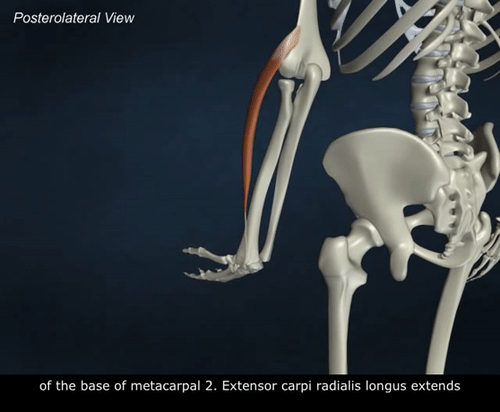 Posterolateral View
of the base of metacarpal 2. Extensor carpi radialis longus extends